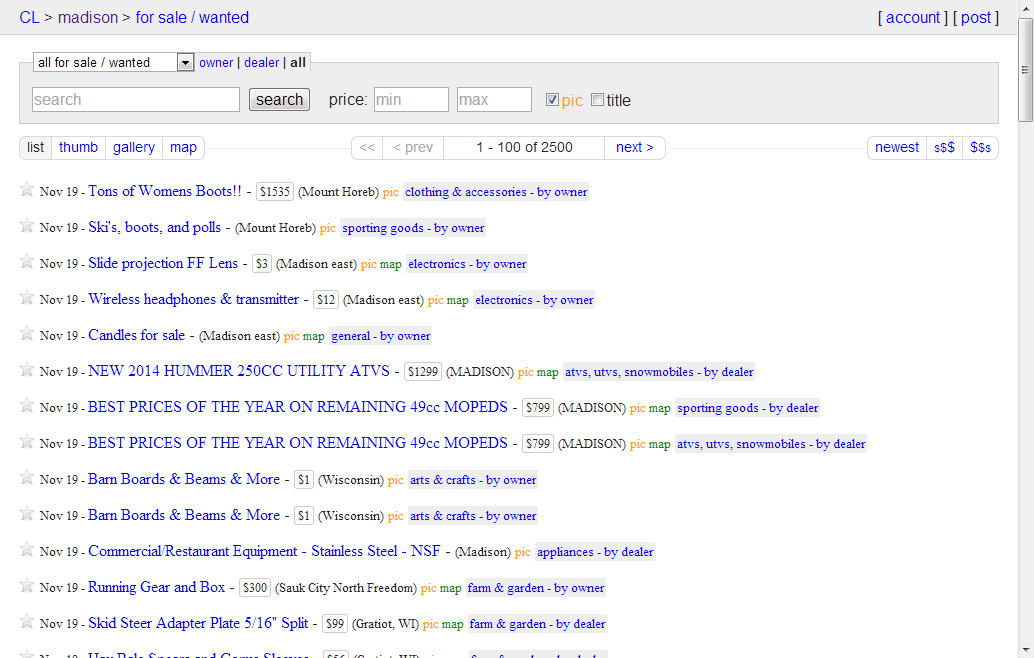 CL > madison > for sale / wanted [ account ] [ post ]
all for sale / wanted owner | dealer | all
search search price: min max pic title
list thumb gallery map << < prev 1 - 100 of 2500 next > newest s$$ $$s
Nov 19 - Tons of Womens Boots!! - $1535 (Mount Horeb) pic clothing & accessories - by owner
Nov 19 - Ski's, boots, and polls - (Mount Horeb) pic sporting goods - by owner
Nov 19 - Slide projection FF Lens - $3 (Madison east) pic map electronics - by owner
Nov 19 - Wireless headphones & transmitter - $12 (Madison east) pic map electronics - by owner
Nov 19 - Candles for sale - (Madison east) pic map general - by owner
Nov 19 - NEW 2014 HUMMER 250CC UTILITY ATVS - $1299 (MADISON) pic map atvs, utvs, snowmobiles - by dealer
Nov 19 - BEST PRICES OF THE YEAR ON REMAINING 49cc MOPEDS - $799 (MADISON) pic map sporting goods - by dealer
Nov 19 - BEST PRICES OF THE YEAR ON REMAINING 49cc MOPEDS - $799 (MADISON) pic map atvs, utvs, snowmobiles - by dealer
Nov 19 - Barn Boards & Beams & More - $1 (Wisconsin) pic arts & crafts - by owner
Nov 19 - Barn Boards & Beams & More - $1 (Wisconsin) pic arts & crafts - by owner
Nov 19 - Commercial/Restaurant Equipment - Stainless Steel - NSF - (Madison) pic appliances - by dealer
Nov 19 - Running Gear and Box - $300 (Sauk City North Freedom) pic map farm & garden - by owner
Nov 19 - Skid Steer Adapter Plate 5/16" Split - $99 (Gratiot, WI) pic map farm & garden - by dealer